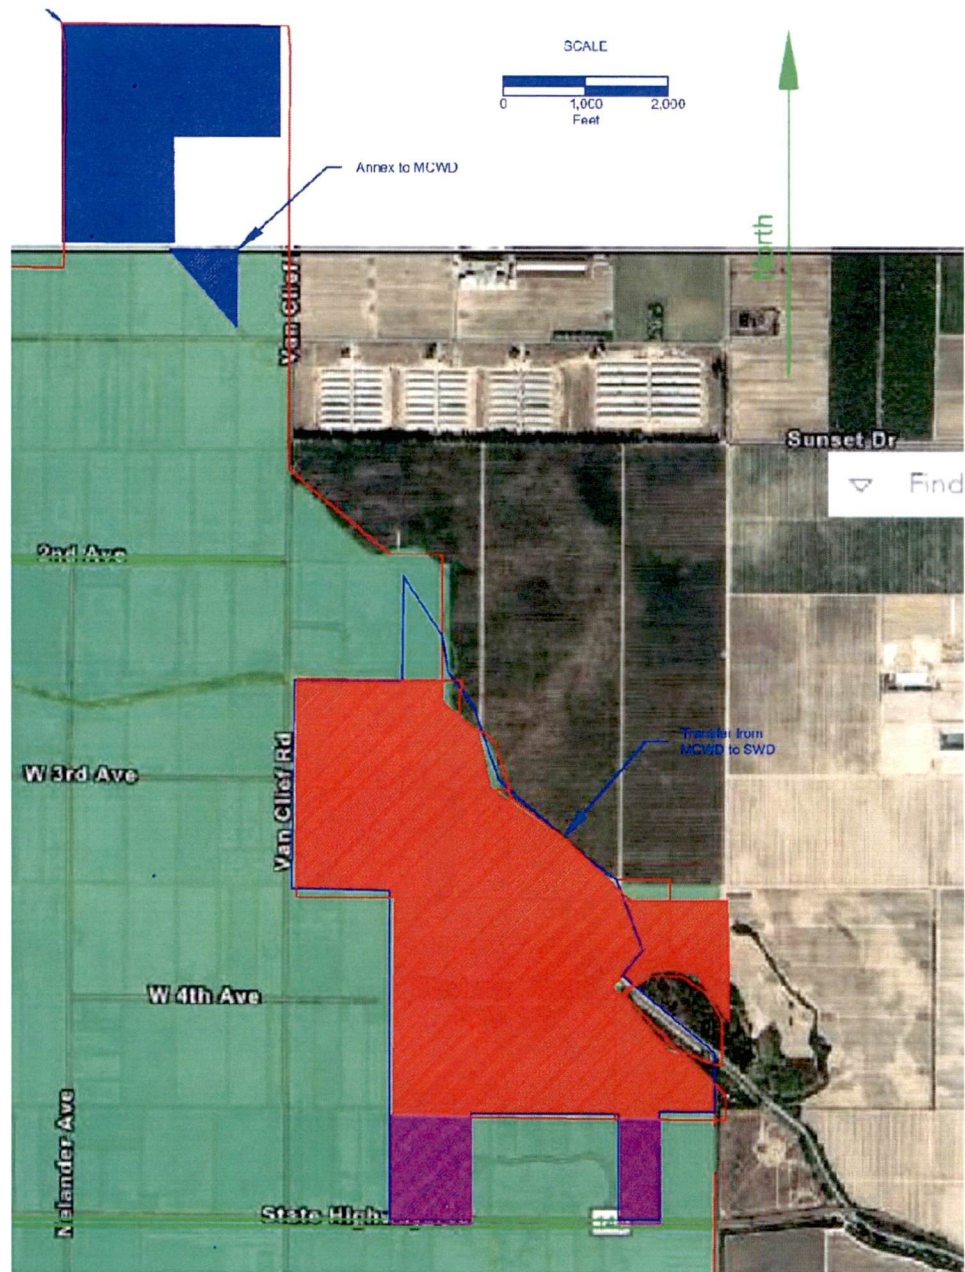 SCALE
0 1,000 2,000
Feet
Annex to MCWD
North
Van Clief
Sunset Dr
Find
2nd Ave
Transfer from
MCWD to SWD
W 3rd Ave
Van Clief Rd
W 4th Ave
N elander Ave
State High